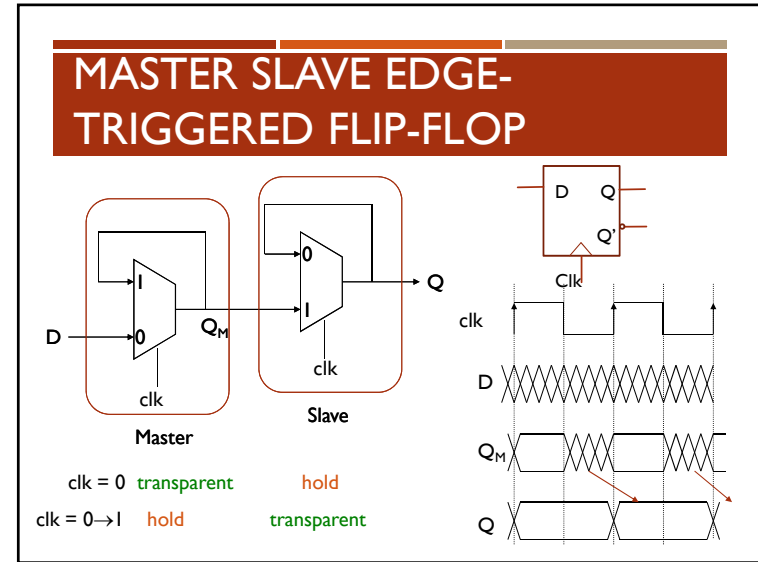 MASTER SLAVE EDGE-
TRIGGERED FLIP-FLOP
D Q
Q'
Clk
0
1
1
0
D
QM
Q
clk
clk
Master
Slave
clk
D
QM
Q
clk = 0 transparent hold
clk = 0→1 hold transparent